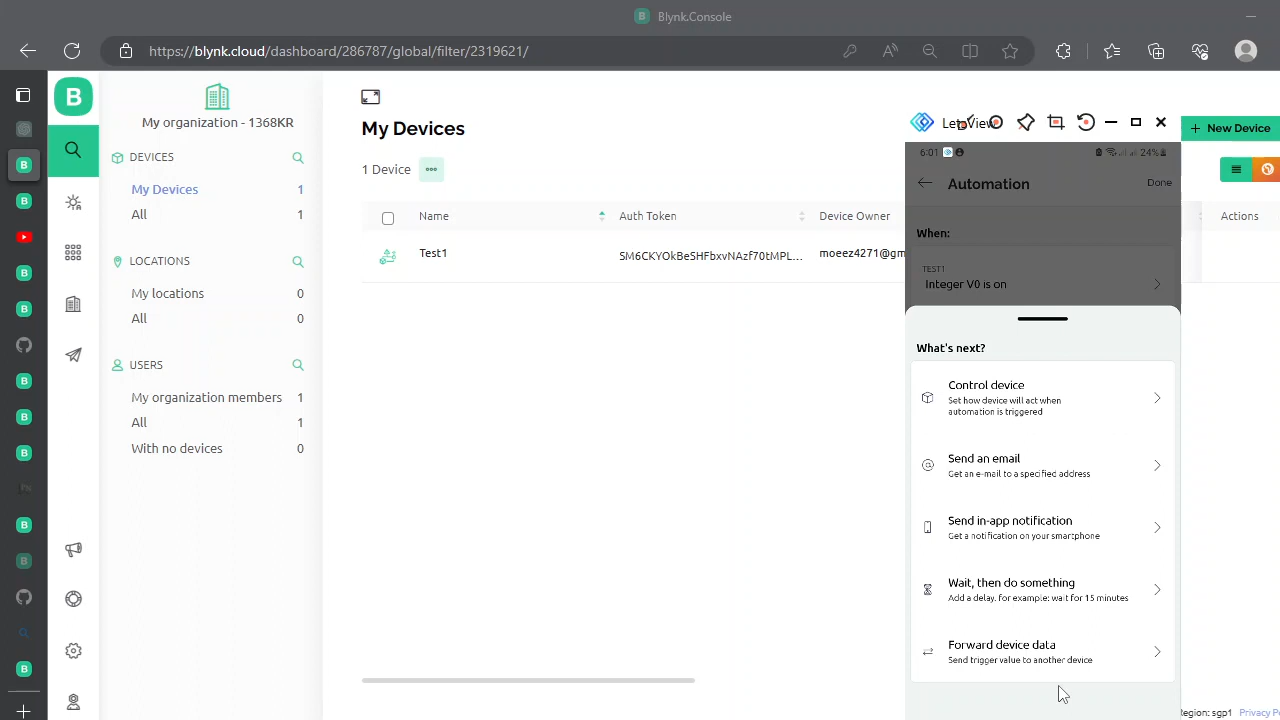 Blynk.Console
https://blynk.cloud/dashboard/286787/global/filter/2319621/
B
My organization - 1368KR
DEVICES
My Devices 1
All 1
LOCATIONS
My locations 0
All 0
USERS
My organization members 1
All 1
With no devices 0
My Devices
1 Device
Name Auth Token Device Owner Actions
Test1 SM6CKYOkBeSHFbxvNAzf70tMPL... moeez4271@gm
New Device
LetsView
6:01 24%
Automation Done
When:
TEST1
Integer V0 is on
What's next?
Control device
Set how device will act when
automation is triggered
Send an email
Get an e-mail to a specified address
Send in-app notification
Get a notification on your smartphone
Wait, then do something
Add a delay, for example: wait for 15 minutes
Forward device data
Send trigger value to another device
Region: sgp1 Privacy Po